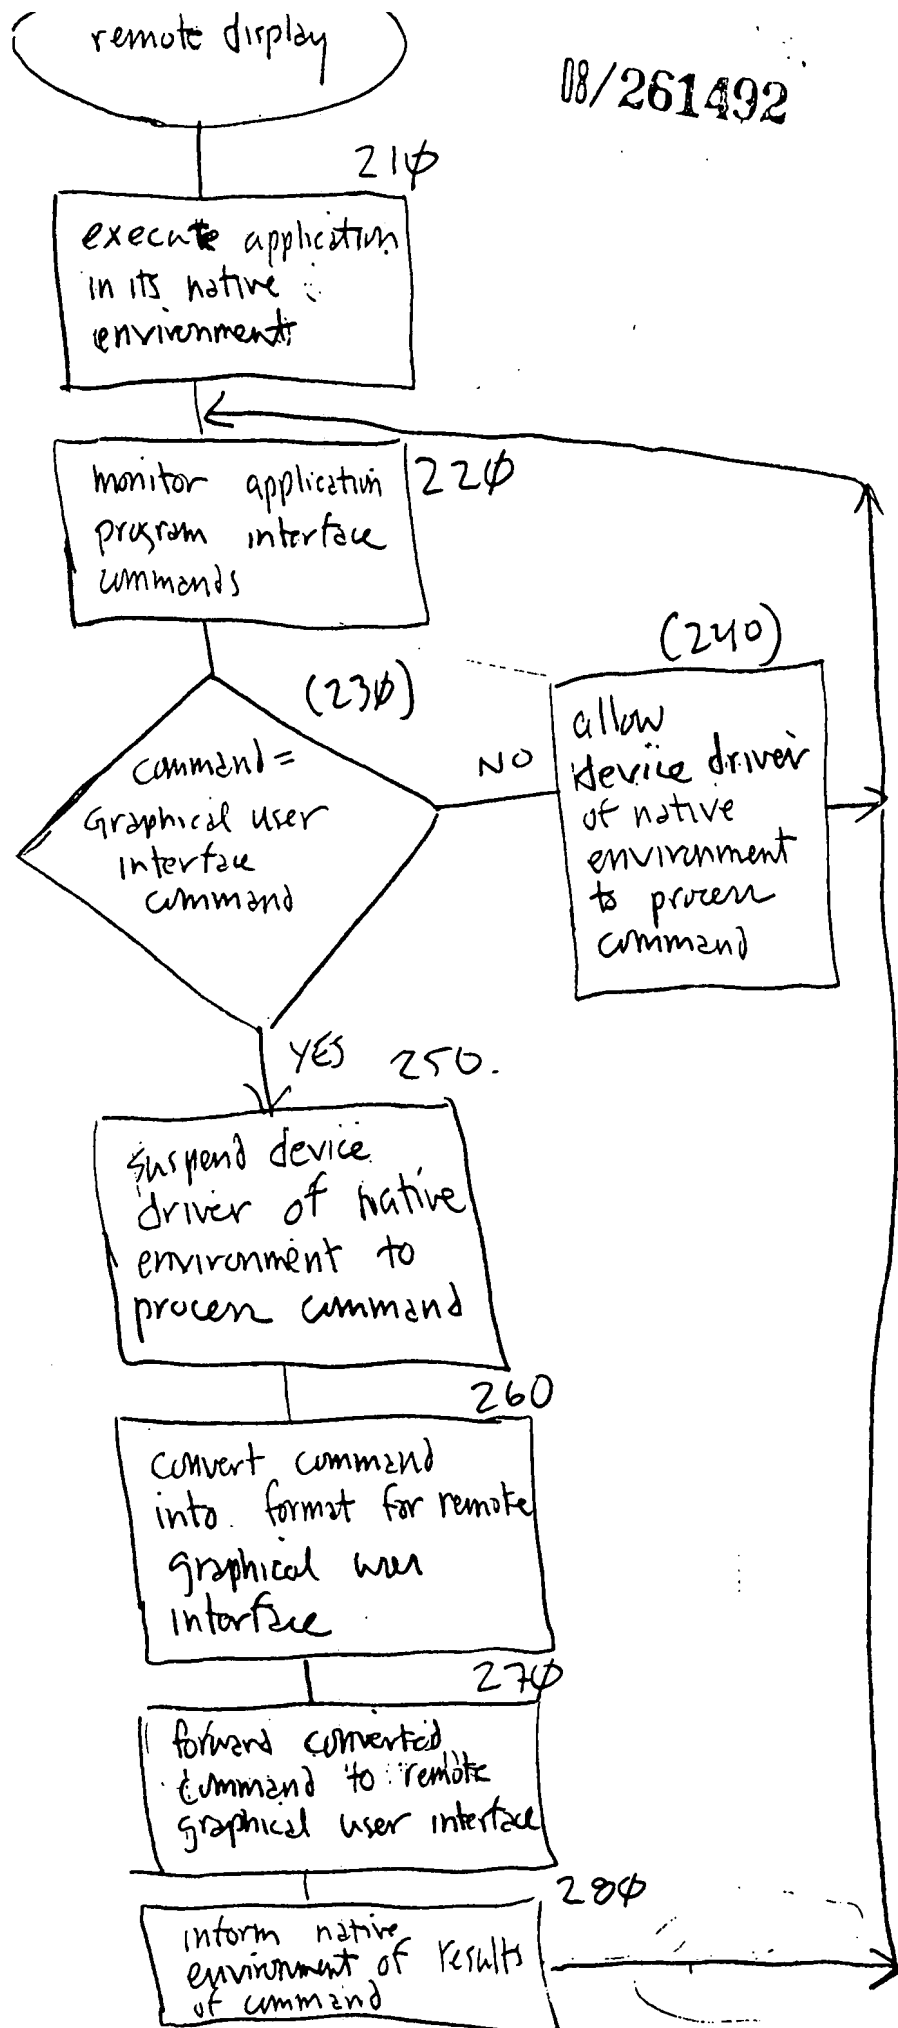 remote display
08/261492
210
execute application
in its native
environment
220
monitor application
program interface
commands
(230)
command =
Graphical user
interface
command
NO
(240)
allow
device driver
of native
environment
to process
command
YES
250.
suspend device
driver of native
environment to
process command
260
convert command
into format for remote
graphical user
interface
270
forward converted
command to remote
graphical user interface
280
inform native
environment of results
of command